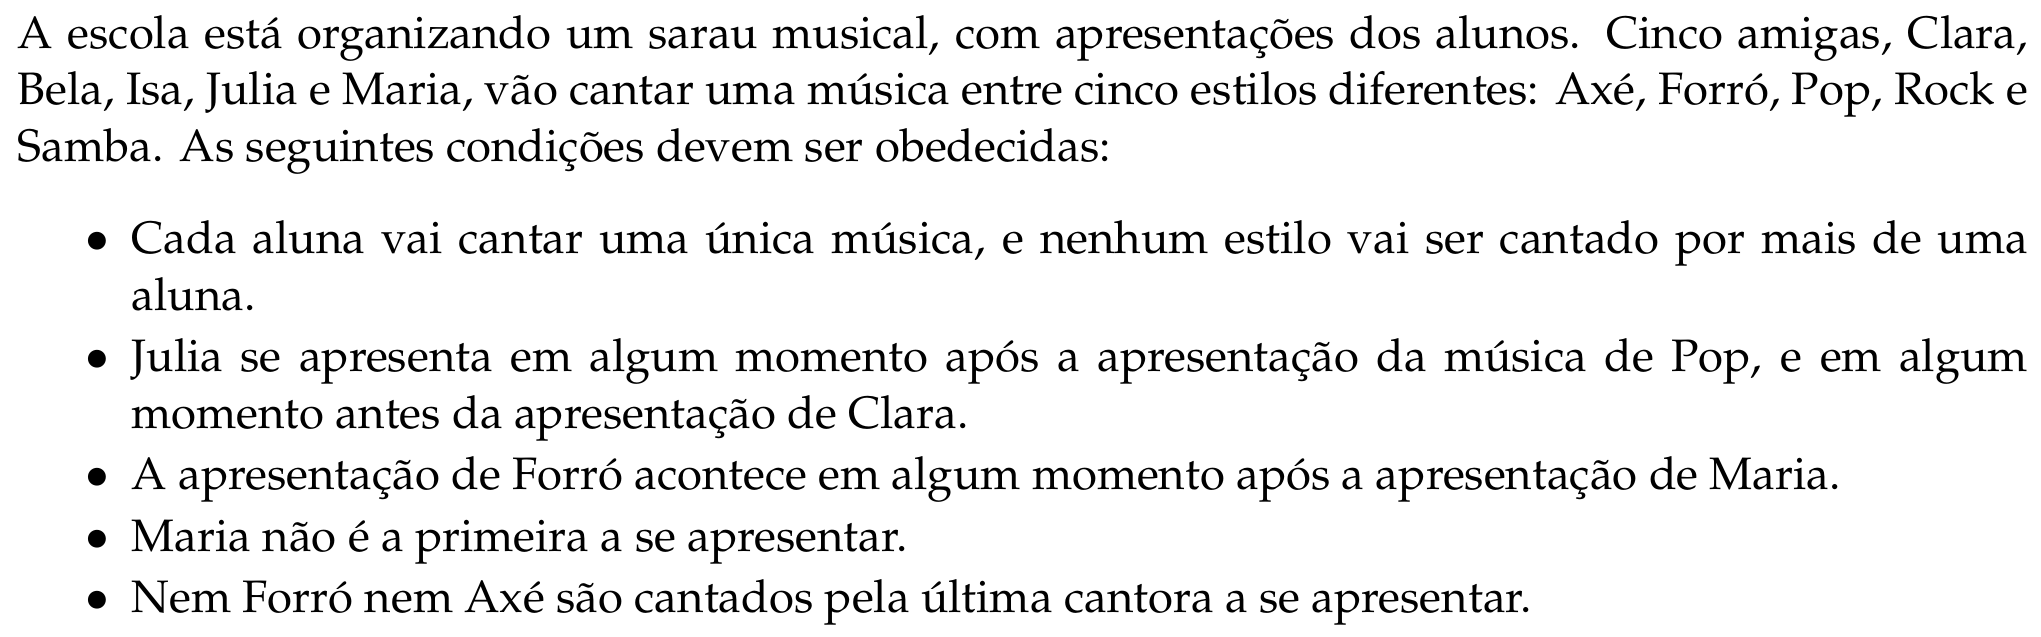 A escola está organizando um sarau musical, com apresentações dos alunos. Cinco amigas, Clara,
Bela, Isa, Julia e Maria, vão cantar uma música entre cinco estilos diferentes: Axé, Forró, Pop, Rock e
Samba. As seguintes condições devem ser obedecidas:
• Cada aluna vai cantar uma única música, e nenhum estilo vai ser cantado por mais de uma
aluna.
• Julia se apresenta em algum momento após a apresentação da música de Pop, e em algum
momento antes da apresentação de Clara.
• A apresentação de Forró acontece em algum momento após a apresentação de Maria.
• Maria não é a primeira a se apresentar.
• Nem Forró nem Axé são cantados pela última cantora a se apresentar.